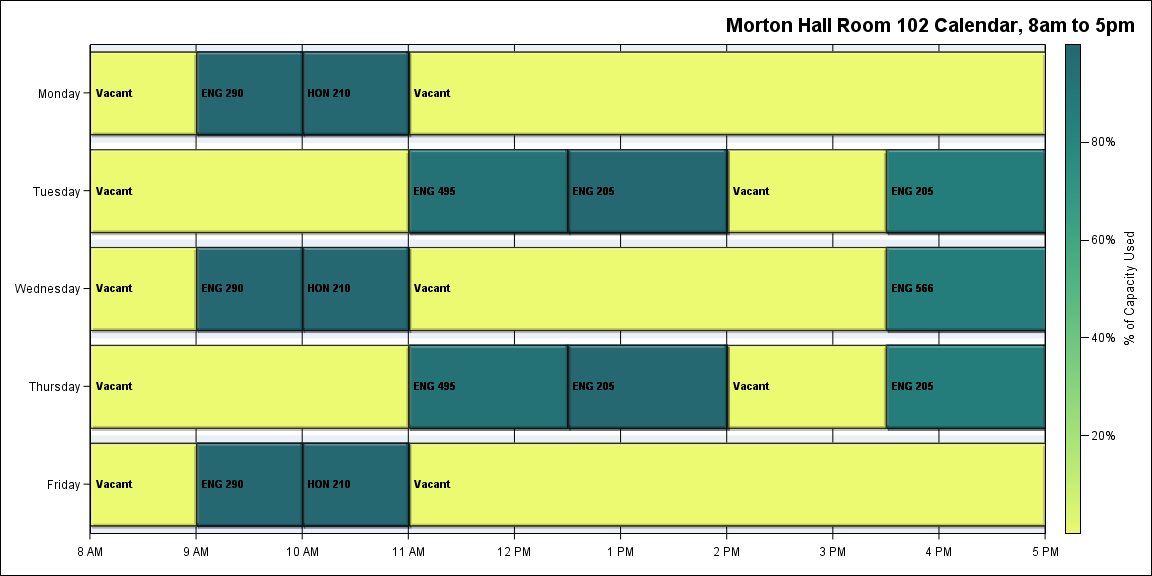 Morton Hall Room 102 Calendar, 8am to 5pm
Monday
Vacant
ENG 290
HON 210
Vacant
80%
Tuesday
Vacant
ENG 495
ENG 205
Vacant
ENG 205
60%
Wednesday
Vacant
ENG 290
HON 210
Vacant
ENG 566
% of Capacity Used
40%
Thursday
Vacant
ENG 495
ENG 205
Vacant
ENG 205
20%
Friday
Vacant
ENG 290
HON 210
Vacant
8 AM
9 AM
10 AM
11 AM
12 PM
1 PM
2 PM
3 PM
4 PM
5 PM